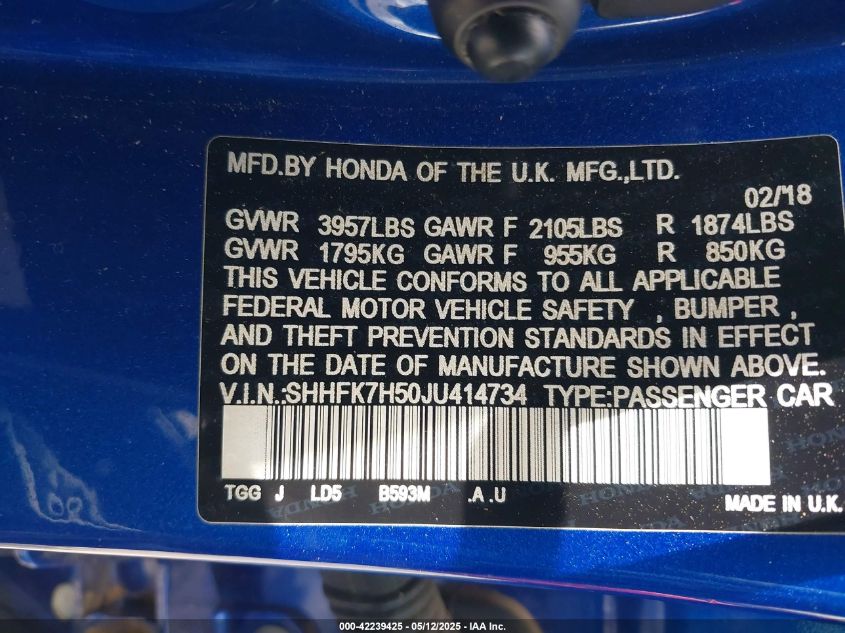 MFD.BY HONDA OF THE U.K. MFG.,LTD.
02/'18
GVWR 3957LBS GAWR F 2105LBS R 1874LBS
GVWR 1795KG GAWR F 955KG R 850KG
THIS VEHICLE CONFORMS TO ALL APPLICABLE
FEDERAL MOTOR VEHICLE SAFETY , BUMPER ,
AND THEFT PREVENTION STANDARDS IN EFFECT
ON THE DATE OF MANUFACTURE SHOWN ABOVE.
V.I.N.:SHHFK7H50JU414734 TYPE:PASSENGER CAR
TGG J LD5 B593M .A .U
MADE IN U.K.
000-42239425 - 05/12/2025 - IAA Inc.